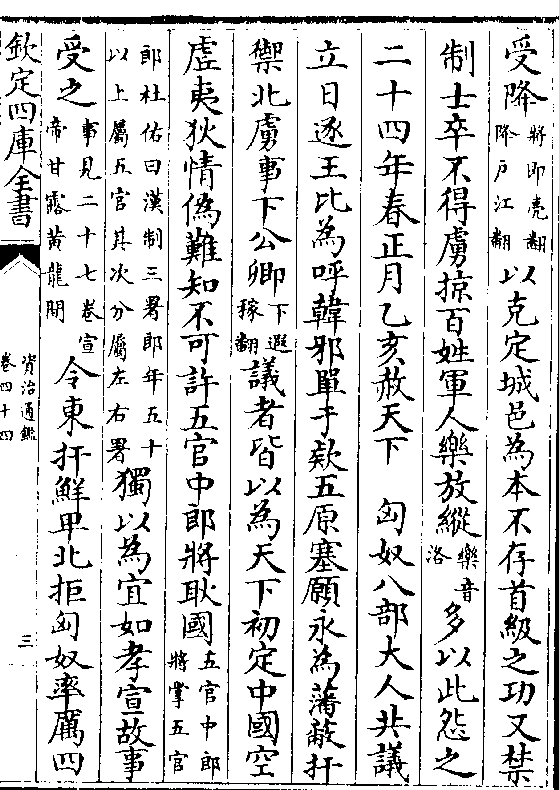 受降將即亮翻降戶江翻以克定城邑為本不存首級之功又禁
制士卒不得虜掠百姓軍人樂放縱樂音洛多以此怨之
二十四年春正月乙亥赦天下　匈奴八部大人共議
立日逐王比為呼韓邪單于欵五原塞願永為藩蔽扞
禦北虜事下公卿下遐稼翻議者皆以為天下初定中國空
虛夷狄情偽難知不可許五官中郎將耿國五官中郎將掌五官
郎杜佑曰漢制三署郎年五十以上屬五官其次分屬左右署獨以為宜如孝宣故事
受之事見二十七卷宣帝甘露黃龍間令東扞鮮卑北拒匈奴率厲四
欽定四庫全書
資治通鑑
卷四十四
三